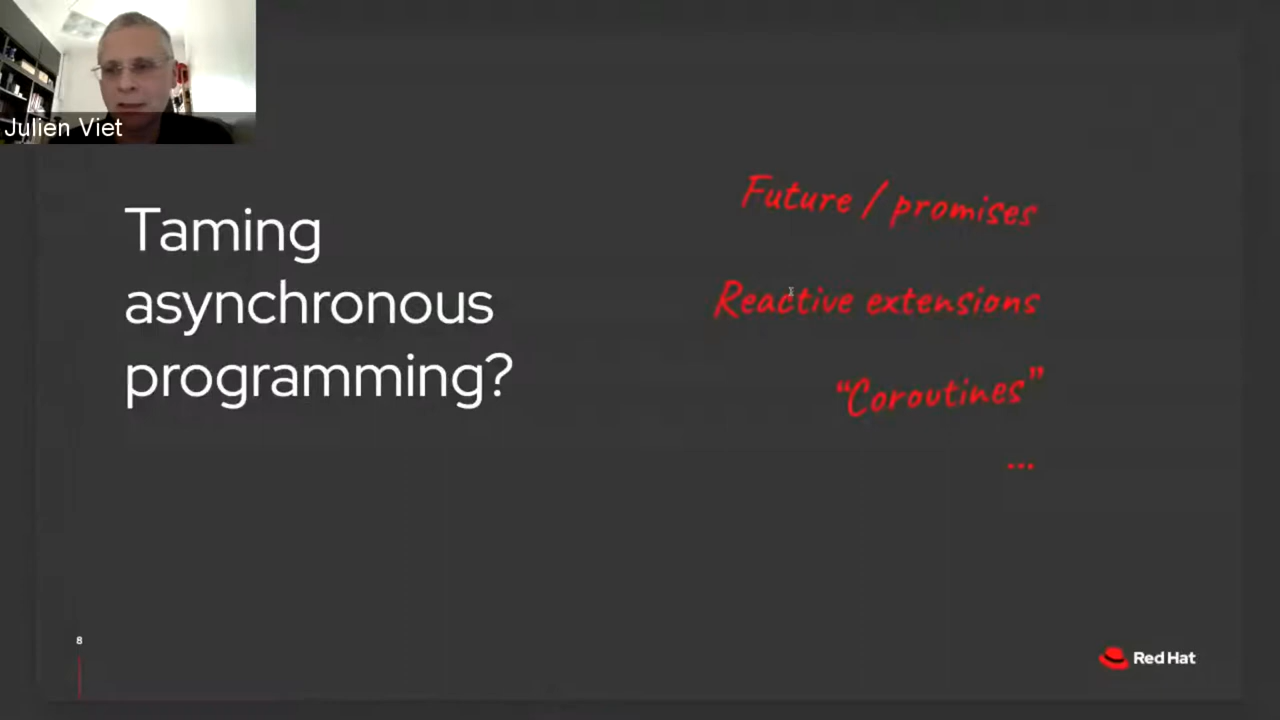 Julien Viet
Taming
asynchronous
programming?
Future / promises
Reactive extensions
“Coroutines”
...
8
Red Hat